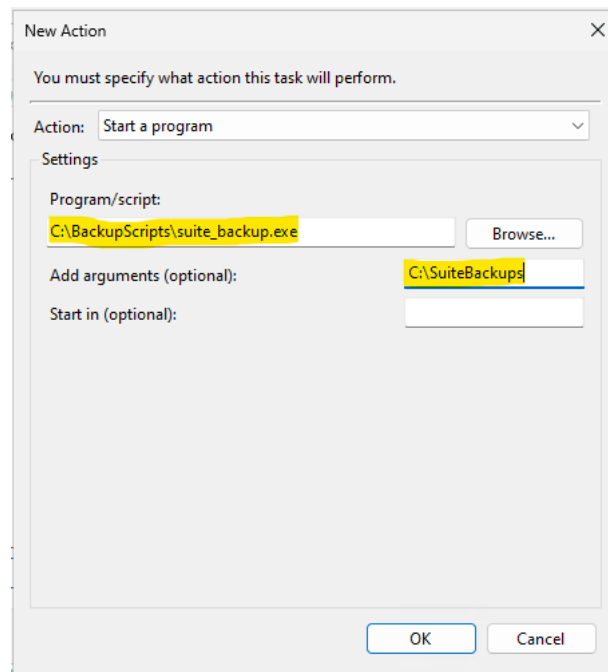 New Action
You must specify what action this task will perform.
Action: Start a program
Settings
Program/script:
C:\BackupScripts\suite_backup.exe Browse...
Add arguments (optional): C:\SuiteBackups
Start in (optional):
OK Cancel